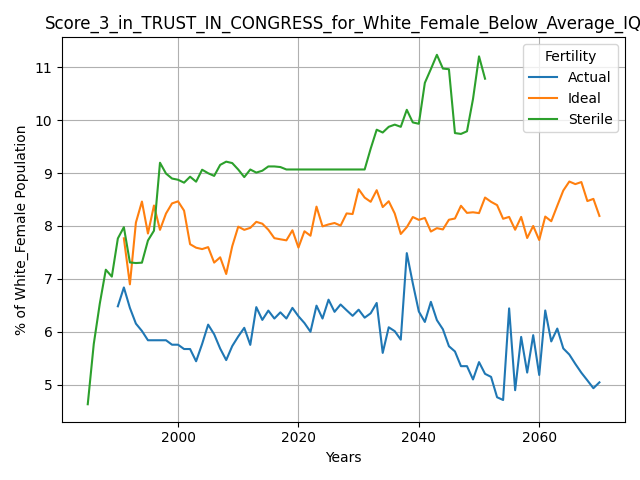 Score_3_in_TRUST_IN_CONGRESS_for_White_Female_Below_Average_IQ
Fertility
Actual
Ideal
Sterile
% of White_Female Population
11
10
9
8
7
6
5
2000
2020
2040
2060
Years